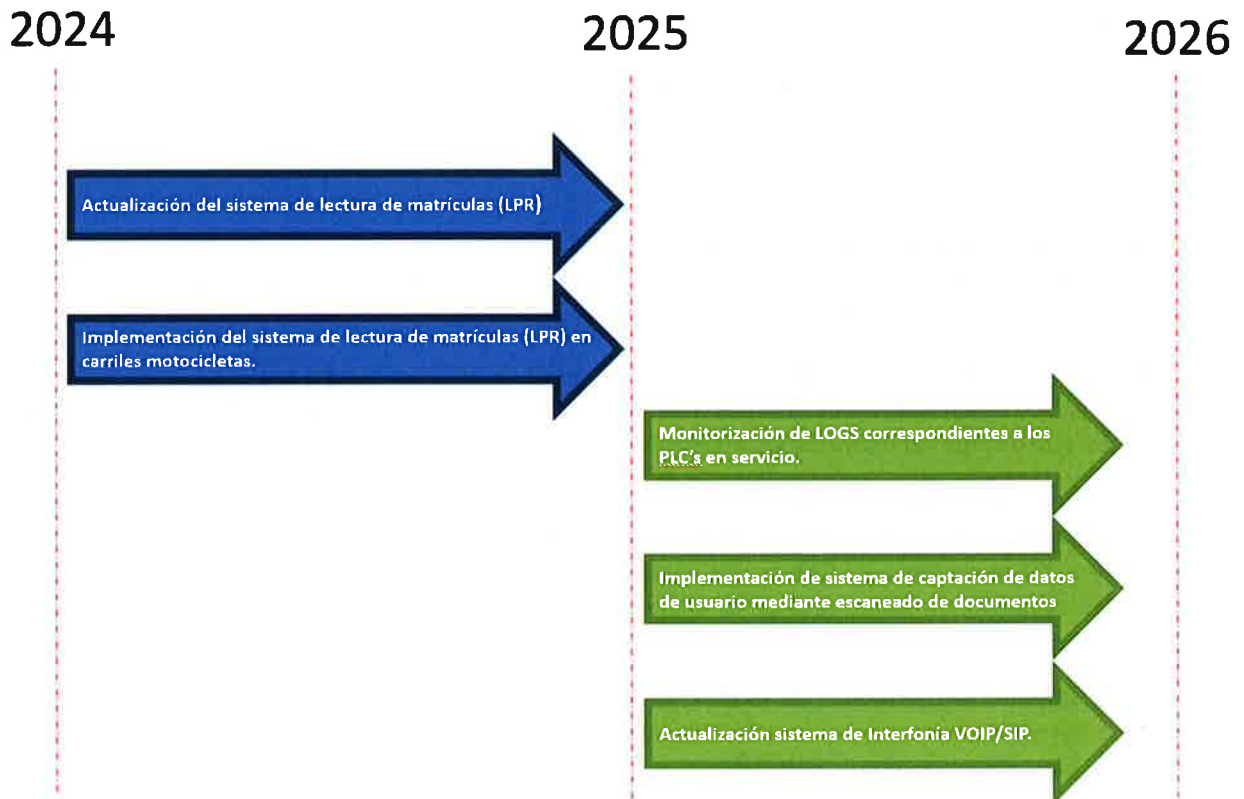 2024
2025
2026
Actualización del sistema de lectura de matrículas (LPR)
Implementación del sistema de lectura de matrículas (LPR) en
carriles motocicletas.
Monitorización de LOGS correspondientes a los
PLC's en servicio.
Implementación de sistema de captación de datos
de usuario mediante escaneado de documentos
Actualización sistema de Interfonía VOIP/SIP.